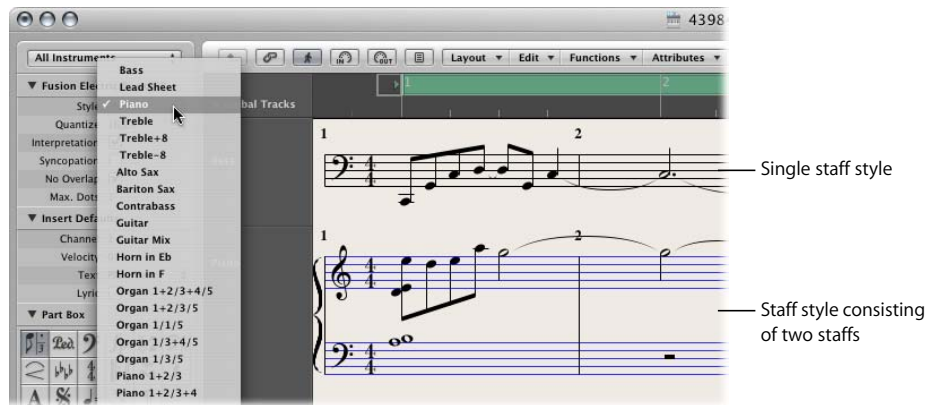 4398
All Instruments
Layout Edit Functions Attributes
Fusion Ele
Style
Quantize
Interpretation
Syncopation
No Overlap
Max. Dots
Insert Defa
Channe
Velocity
Text
Lyric
Part Box
Bass
Lead Sheet
✓ Piano
Treble
Treble+8
Treble-8
Alto Sax
Bariton Sax
Contrabass
Guitar
Guitar Mix
Horn in Eb
Horn in F
Organ 1+2/3+4/5
Organ 1+2/3/5
Organ 1/1/5
Organ 1/3+4/5
Organ 1/3/5
Piano 1+2/3
Piano 1+2/3+4
bal Tracks
1 2
1 2
1 2
Single staff style
Staff style consisting
of two staffs